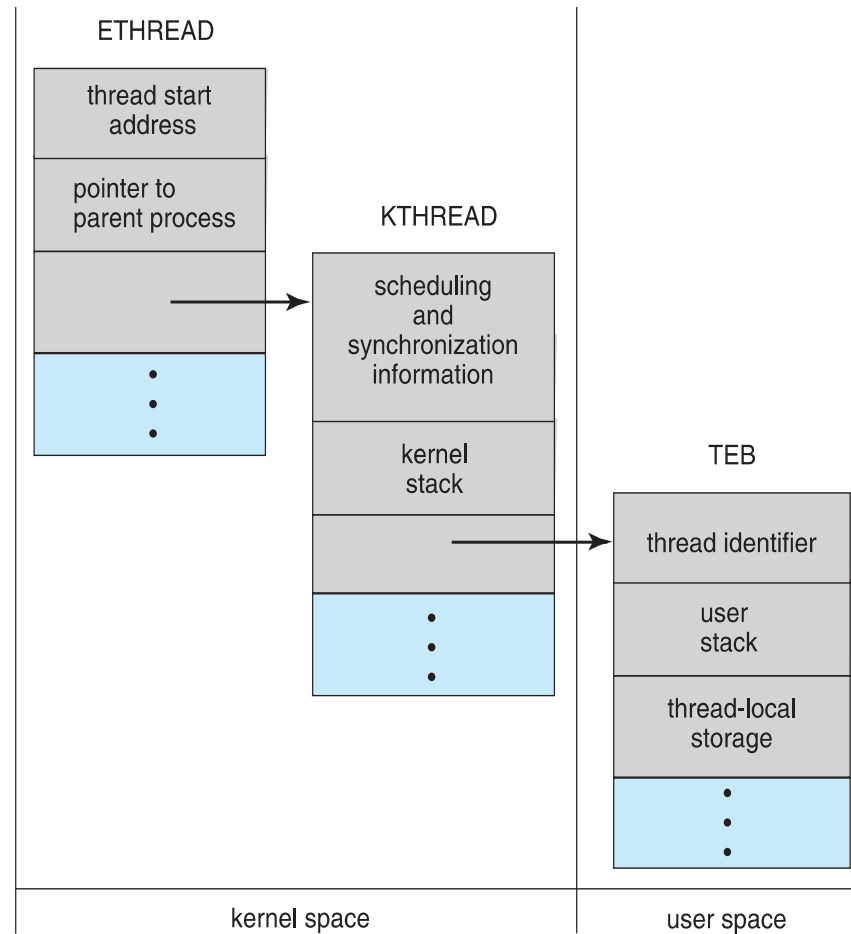 ETHREAD
thread start
address
pointer to
parent process
KTHREAD
scheduling
and
synchronization
information
kernel
stack
TEB
thread identifier
user
stack
thread-local
storage
kernel space
user space